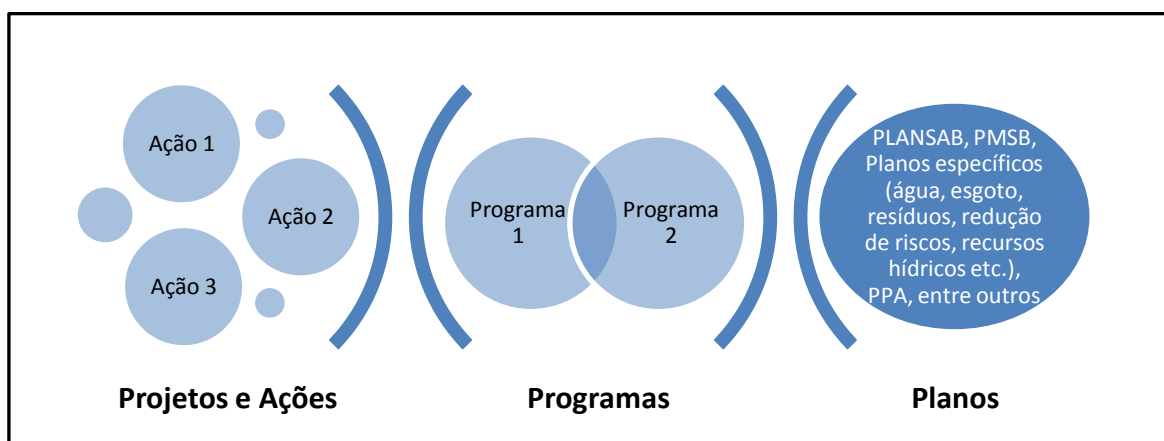 Ação 1
Ação 2
Ação 3
Programa
1
Programa
2
PLANSAB, PMSB,
Planos específicos
(água, esgoto,
resíduos, redução
de riscos, recursos
hídricos etc.),
PPA, entre outros
Projetos e Ações
Programas
Planos